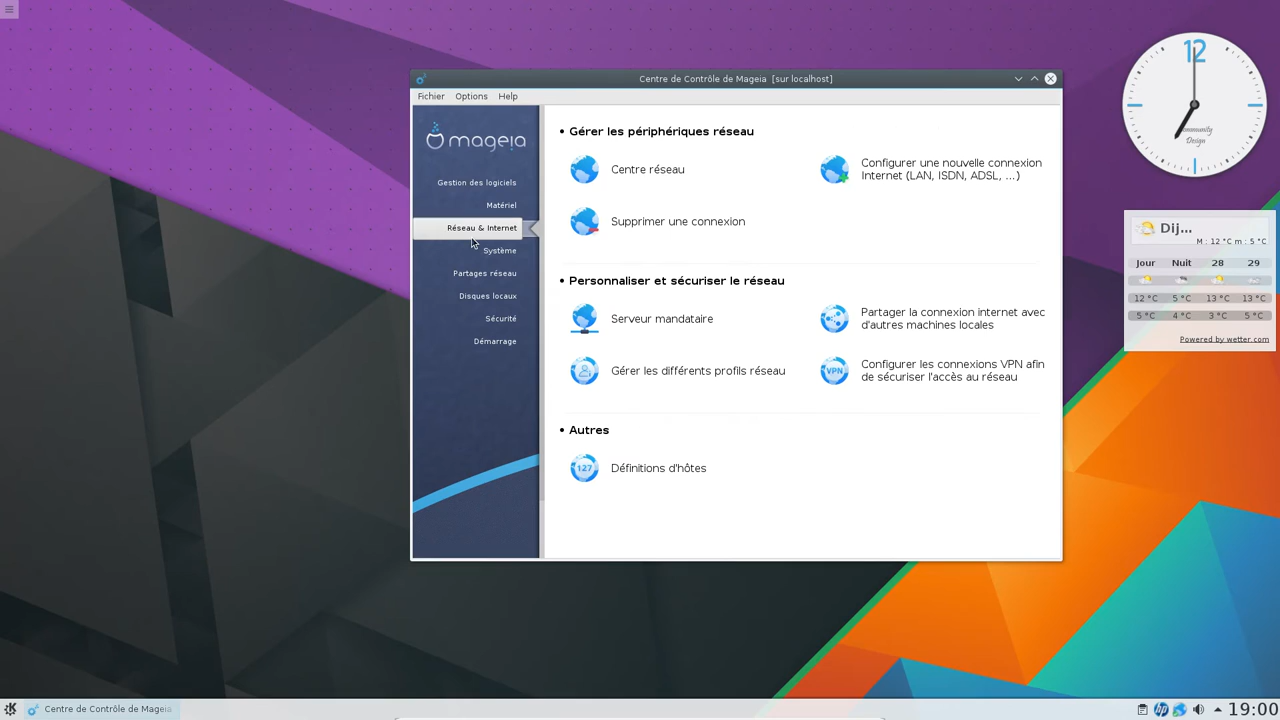 Centre de Contrôle de Mageia [sur localhost]
Fichier Options Help
mageia
Gestion des logiciels
Matériel
Réseau & Internet
Système
Partages réseau
Disques locaux
Sécurité
Démarrage
• Gérer les périphériques réseau
Centre réseau
Configurer une nouvelle connexion
Internet (LAN, ISDN, ADSL, ...)
Supprimer une connexion
• Personnaliser et sécuriser le réseau
Serveur mandataire
Partager la connexion internet avec
d'autres machines locales
Gérer les différents profils réseau
VPN
Configurer les connexions VPN afin
de sécuriser l'accès au réseau
• Autres
127
Définitions d'hôtes
12
Community
Design
Dij...
M : 12 °C m : 5 °C
Jour Nuit 28 29
12 °C 5 °C 13 °C 13 °C
5 °C 4 °C 3 °C 5 °C
Powered by wetter.com
Centre de Contrôle de Mageia
hp
19:00